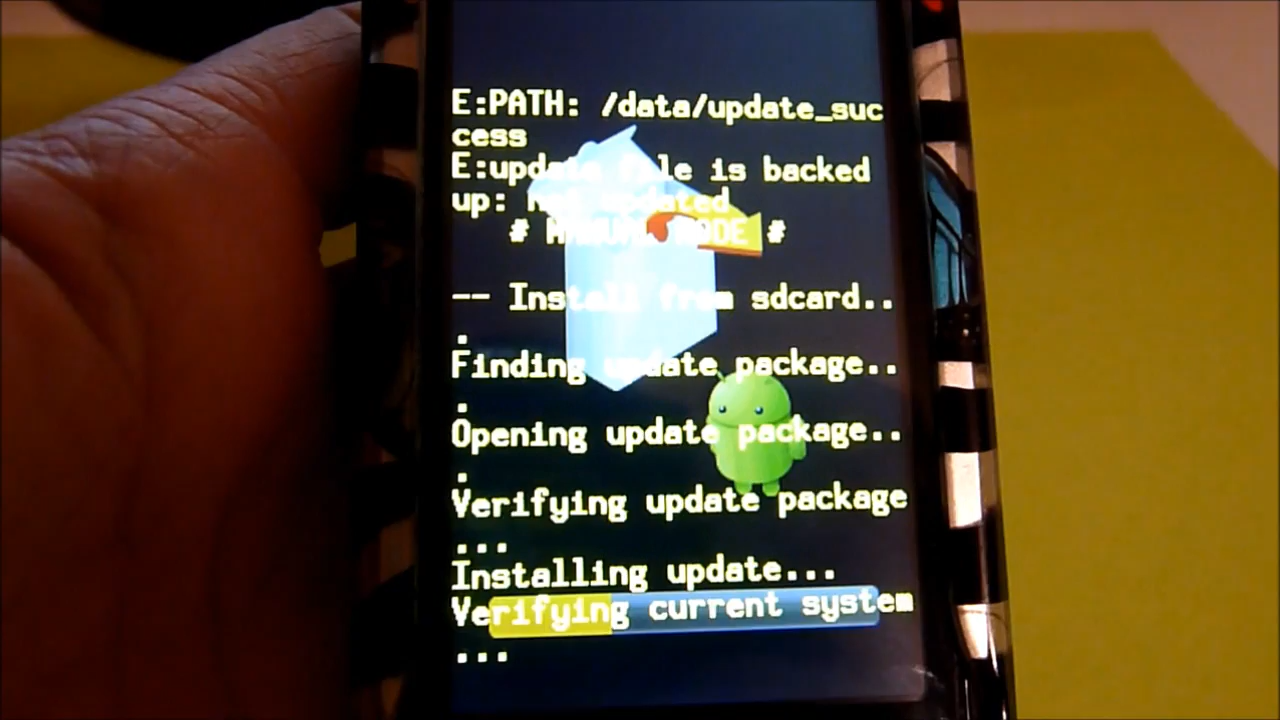 E:PATH: /data/update_suc
cess
E:update file is backed
up: not updated
# MANUAL MODE #
-- Install from sdcard..
.
Finding update package..
.
Opening update package..
.
Verifying update package
...
Installing update...
Verifying current system
...